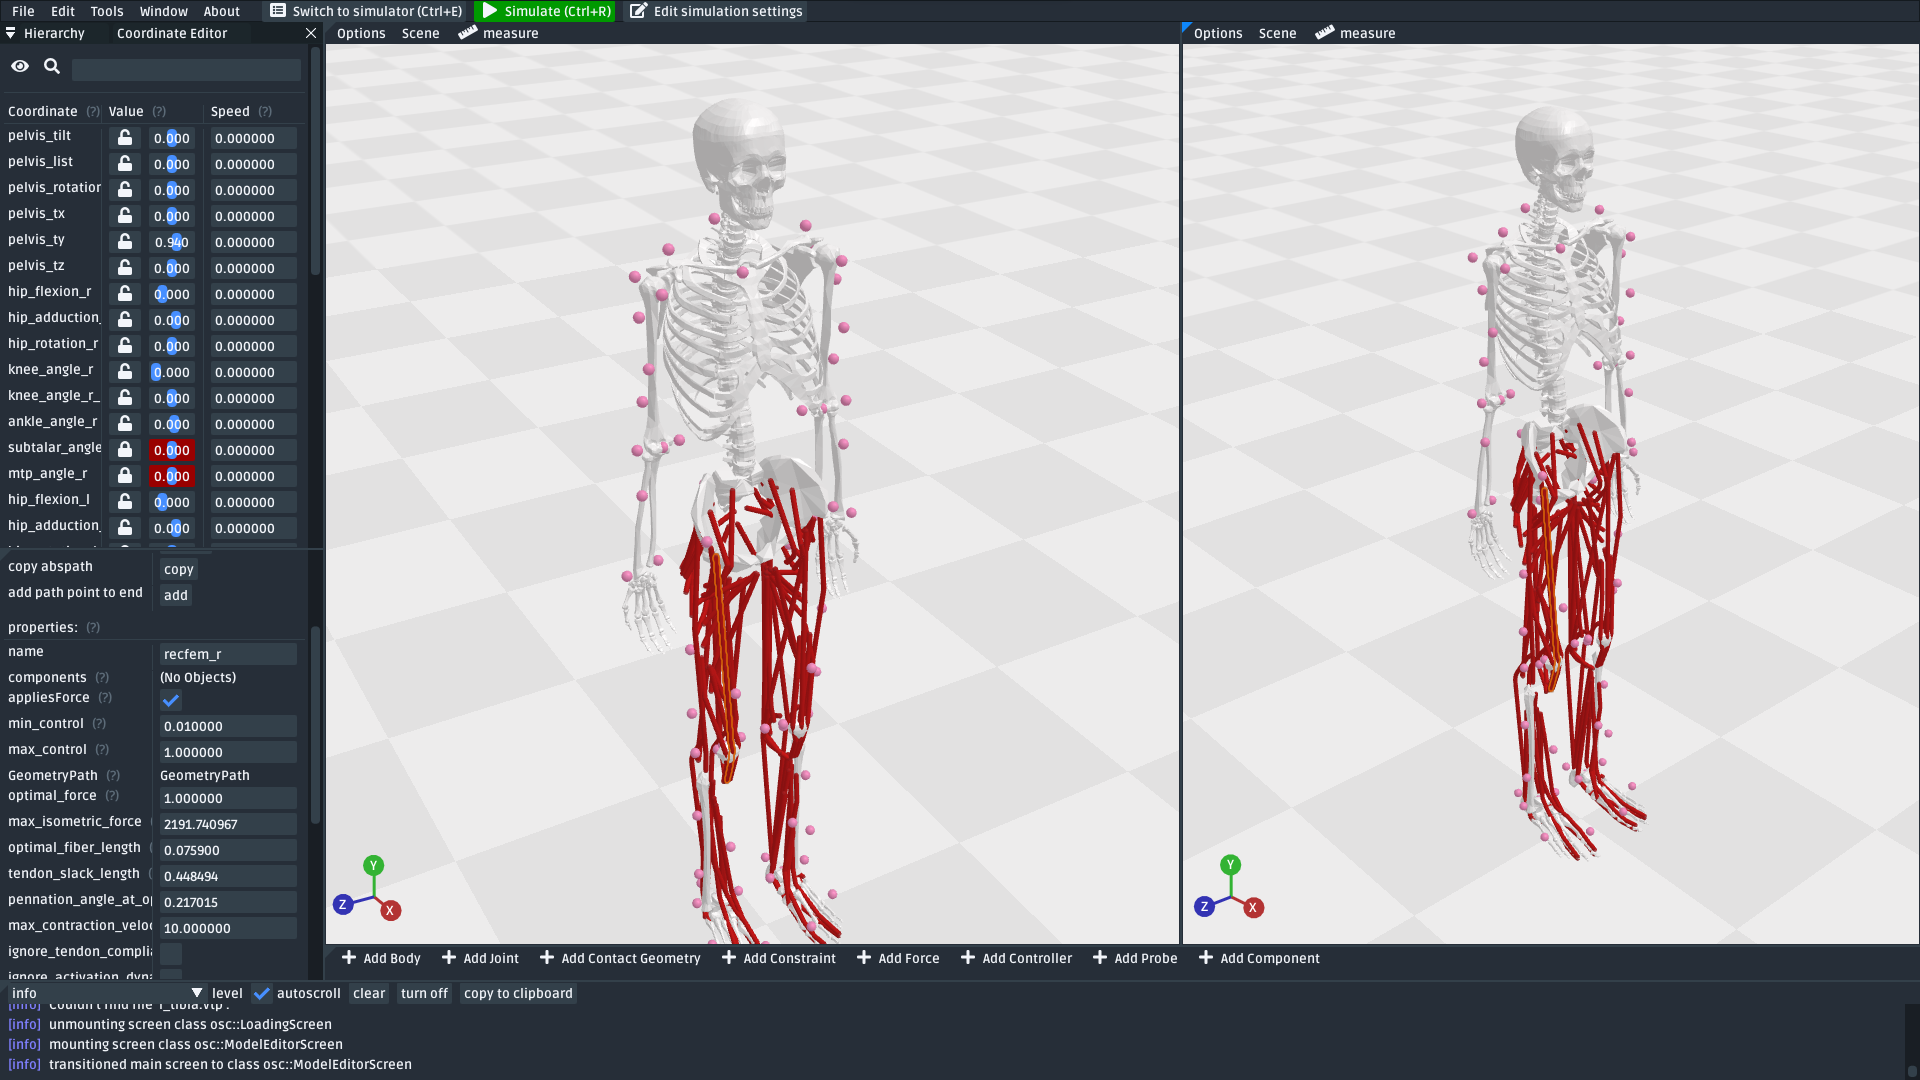 File Edit Tools Window About Switch to simulator (Ctrl+E) Simulate (Ctrl+R) Edit simulation settings
Hierarchy Coordinate Editor
Options Scene measure
Options Scene measure
Coordinate (?) Value (?) Speed (?)
pelvis_tilt 0.000 0.000000
pelvis_list 0.000 0.000000
pelvis_rotation 0.000 0.000000
pelvis_tx 0.000 0.000000
pelvis_ty 0.940 0.000000
pelvis_tz 0.000 0.000000
hip_flexion_r 0.000 0.000000
hip_adduction_ 0.000 0.000000
hip_rotation_r 0.000 0.000000
knee_angle_r 0.000 0.000000
knee_angle_r_ 0.000 0.000000
ankle_angle_r 0.000 0.000000
subtalar_angle 0.000 0.000000
mtp_angle_r 0.000 0.000000
hip_flexion_l 0.000 0.000000
hip_adduction_ 0.000 0.000000
copy abspath copy
add path point to end add
properties: (?)
name recfem_r
components (?) (No Objects)
appliesForce (?)
min_control (?) 0.010000
max_control (?) 1.000000
GeometryPath (?) GeometryPath
optimal_force (?) 1.000000
max_isometric_force 2191.740967
optimal_fiber_length 0.075900
tendon_slack_length 0.448494
pennation_angle_at_o 0.217015
max_contraction_veloc 10.000000
ignore_tendon_complia
ignore_activation_dyna
Y
Z
X
Y
Z
X
Add Body Add Joint Add Contact Geometry Add Constraint Add Force Add Controller Add Probe Add Component
info level autoscroll clear turn off copy to clipboard
[info] Couldn't find file 'r_tibia.vtp'.
[info] unmounting screen class osc::LoadingScreen
[info] mounting screen class osc::ModelEditorScreen
[info] transitioned main screen to class osc::ModelEditorScreen